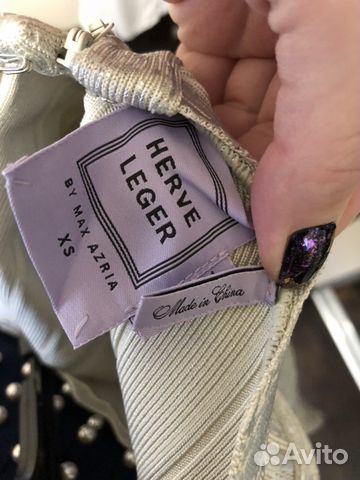 HERVE
LEGER
BY MAX AZRIA
XS
Made in China
Avito